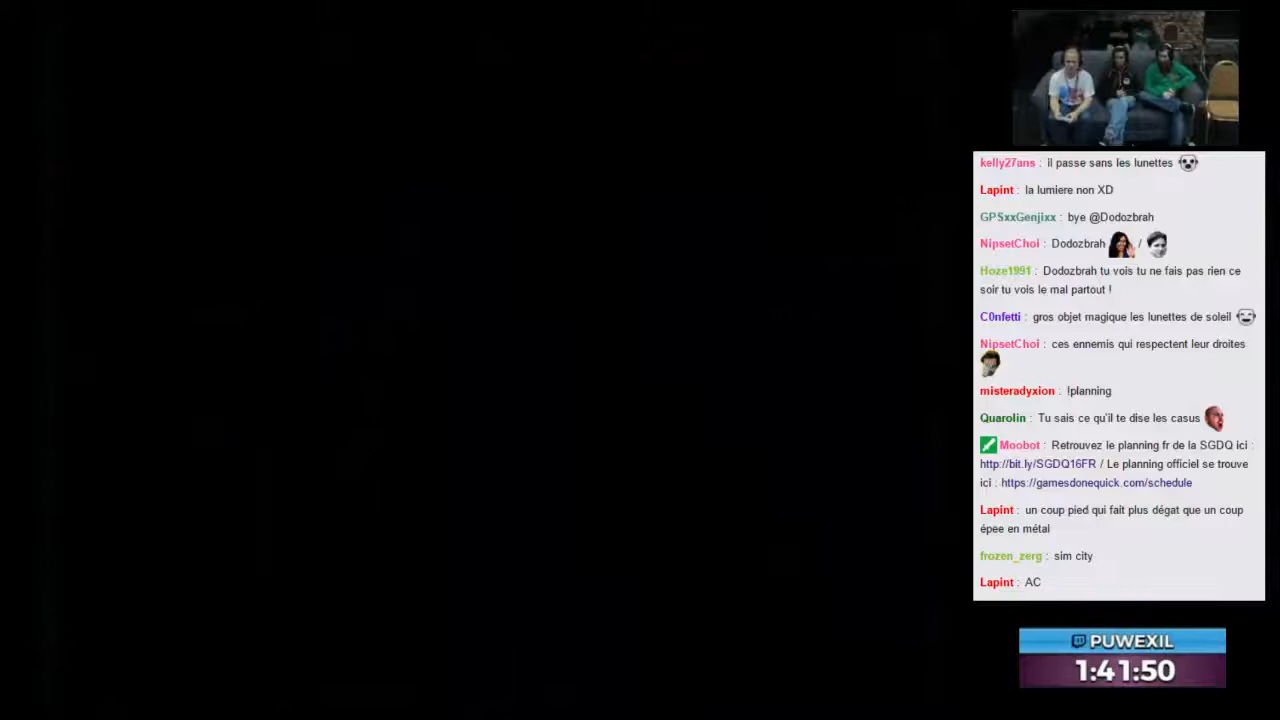 kelly27ans : il passe sans les lunettes
Lapint : la lumiere non XD
GPSxxGenjixx : bye @Dodozbrah
NipsetChoi : Dodozbrah /
Hoze1991 : Dodozbrah tu vois tu ne fais pas rien ce
soir tu vois le mal partout !
C0nfetti : gros objet magique les lunettes de soleil
NipsetChoi : ces ennemis qui respectent leur droites
misteradyxion : !planning
Quarolin : Tu sais ce qu'il te dise les casus
Moobot : Retrouvez le planning fr de la SGDQ ici :
http://bit.ly/SGDQ16FR / Le planning officiel se trouve
ici : https://gamesdonequick.com/schedule
Lapint : un coup pied qui fait plus dégat que un coup
épee en métal
frozen_zerg : sim city
Lapint : AC
PUWEXIL
1:41:50